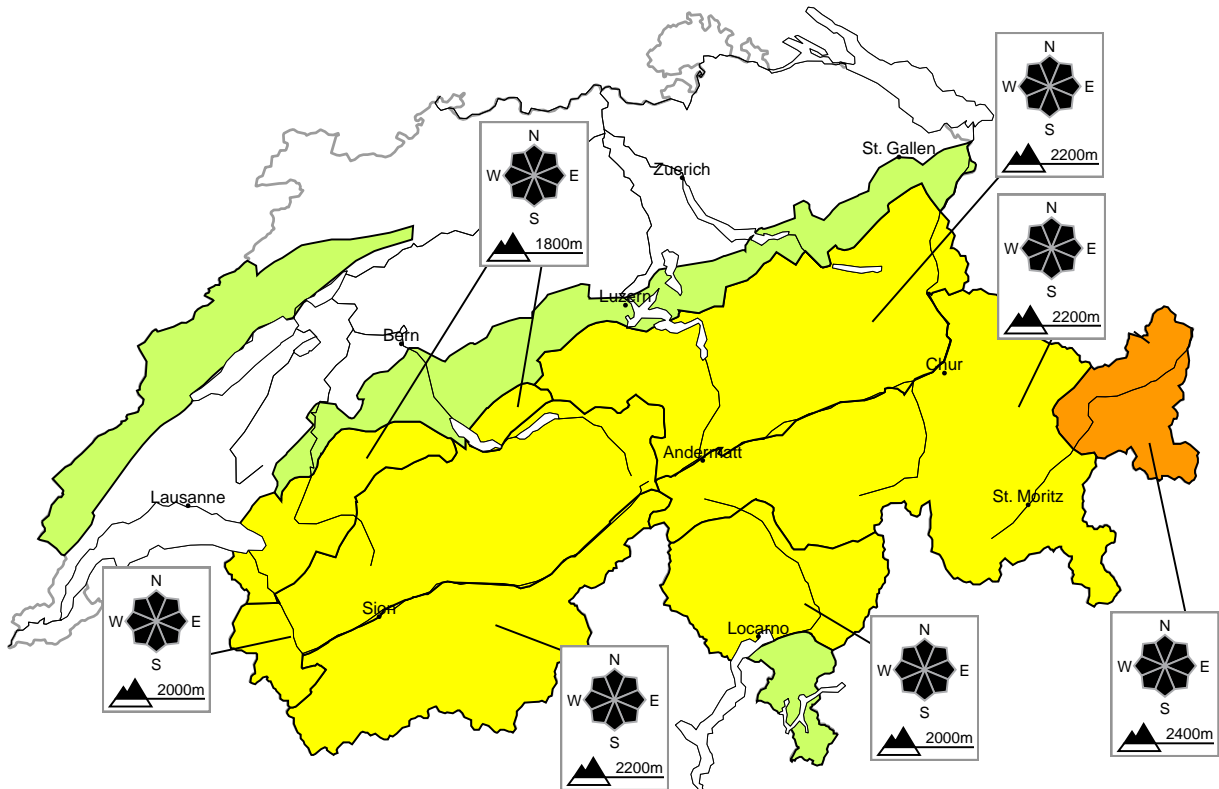 N
W E
S
2200m
St. Gallen
Zuerich
N
W E
S
1800m
N
W E
S
2200m
Luzern
Bern
Chur
Andermatt
Lausanne
St. Moritz
N
W E
S
2000m
Sion
Locarno
N
W E
S
2200m
N
W E
S
2000m
N
W E
S
2400m